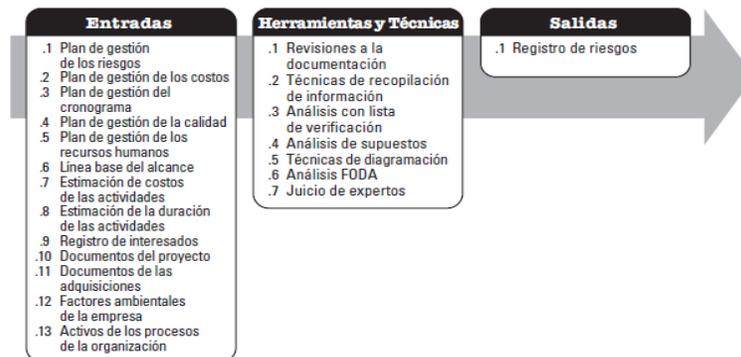 Entradas
.1 Plan de gestión
de los riesgos
.2 Plan de gestión de los costos
.3 Plan de gestión del
cronograma
.4 Plan de gestión de la calidad
.5 Plan de gestión de los
recursos humanos
.6 Línea base del alcance
.7 Estimación de costos
de las actividades
.8 Estimación de la duración
de las actividades
.9 Registro de interesados
.10 Documentos del proyecto
.11 Documentos de las
adquisiciones
.12 Factores ambientales
de la empresa
.13 Activos de los procesos
de la organización
Herramientas y Técnicas
.1 Revisiones a la
documentación
.2 Técnicas de recopilación
de información
.3 Análisis con lista
de verificación
.4 Análisis de supuestos
.5 Técnicas de diagramación
.6 Análisis FODA
.7 Juicio de expertos
Salidas
.1 Registro de riesgos